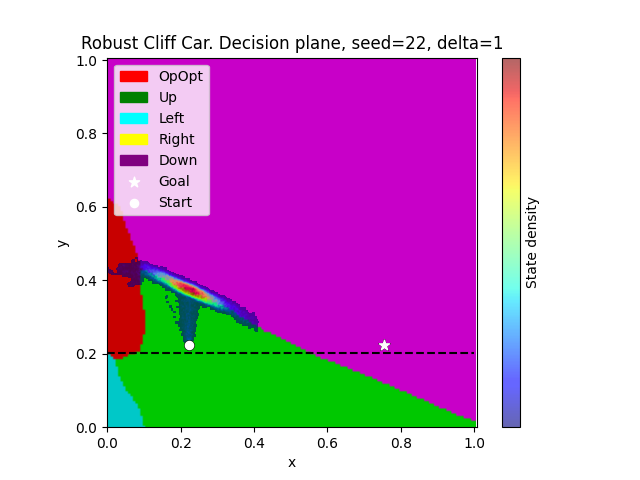 Robust Cliff Car. Decision plane, seed=22, delta=1
1.0
0.8
0.6
0.4
0.2
0.0
y
OpOpt
Up
Left
Right
Down
Goal
Start
0.0 0.2 0.4 0.6 0.8 1.0
x
State density